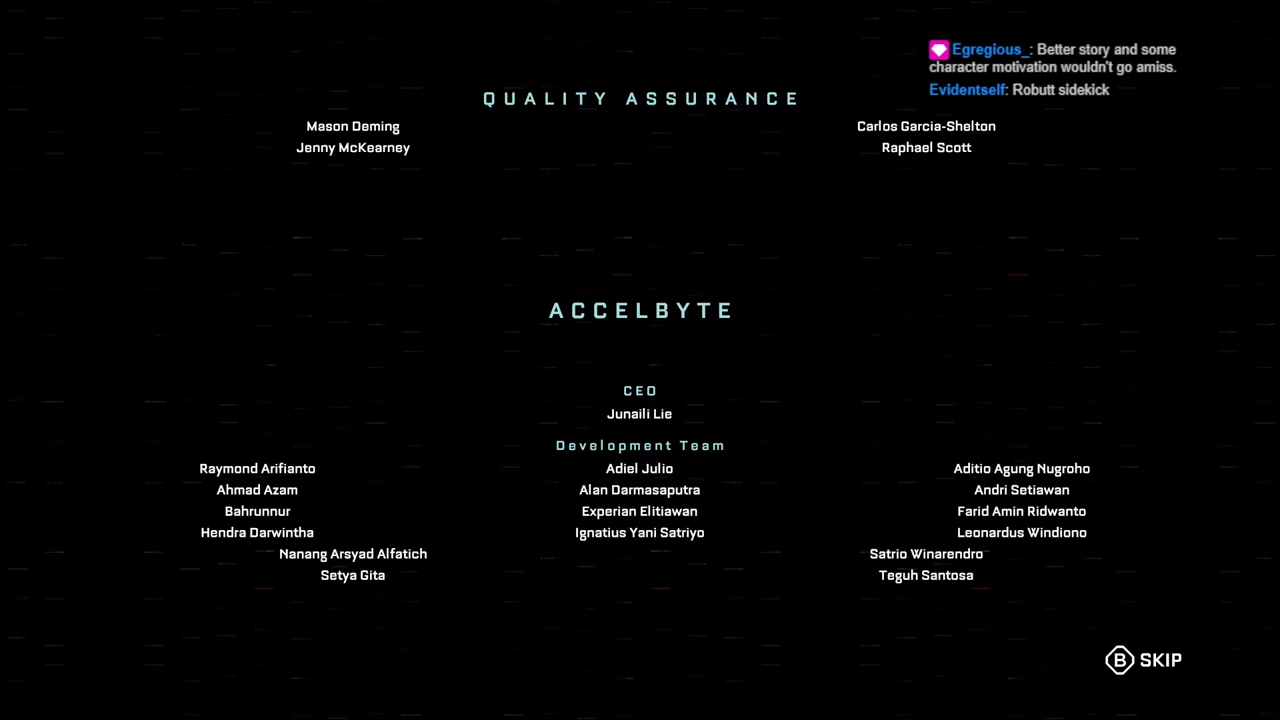 Egregious_: Better story and some
character motivation wouldn't go amiss.
Evidentself: Robutt sidekick
QUALITY ASSURANCE
Mason Deming Carlos Garcia-Shelton
Jenny McKearney Raphael Scott
ACCELBYTE
CEO
Junaili Lie
Development Team
Raymond Arifianto Adiel Julio Aditio Agung Nugroho
Ahmad Azam Alan Darmasaputra Andri Setiawan
Bahrunnur Experian Elitiawan Farid Amin Ridwanto
Hendra Darwintha Ignatius Yani Satriyo Leonardus Windiono
Nanang Arsyad Alfatich Satrio Winarendro
Setya Gita Teguh Santosa
B SKIP